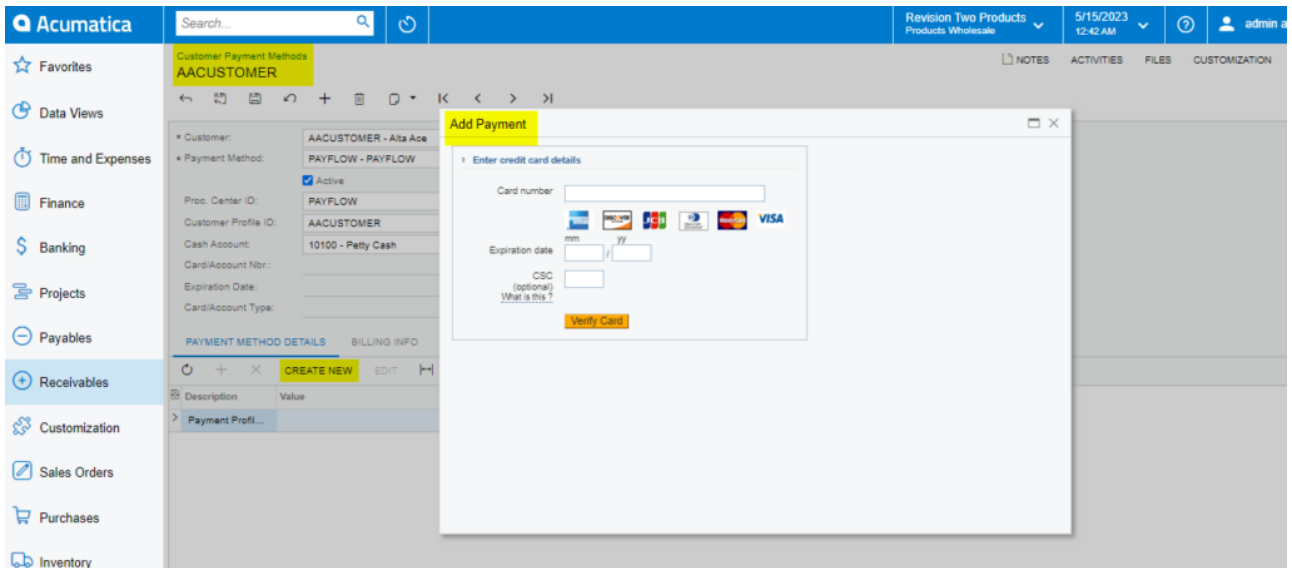 Acumatica
Search...
Revision Two Products
Products Wholesale
5/15/2023
12:42 AM
admin a
Favorites
Data Views
Time and Expenses
Finance
Banking
Projects
Payables
Receivables
Customization
Sales Orders
Purchases
Inventory
Customer Payment Methods
AACUSTOMER
NOTES ACTIVITIES FILES CUSTOMIZATION
* Customer: AACUSTOMER - Alta Ace
* Payment Method: PAYFLOW - PAYFLOW
Active
Proc. Center ID: PAYFLOW
Customer Profile ID: AACUSTOMER
Cash Account: 10100 - Petty Cash
Card/Account Nbr.:
Expiration Date:
Card/Account Type:
PAYMENT METHOD DETAILS BILLING INFO
CREATE NEW EDIT
Description Value
Payment Profil...
Add Payment
Enter credit card details
Card number
DISCOVER JCB MasterCard VISA
mm yy
Expiration date /
CSC
(optional)
What is this ?
Verify Card